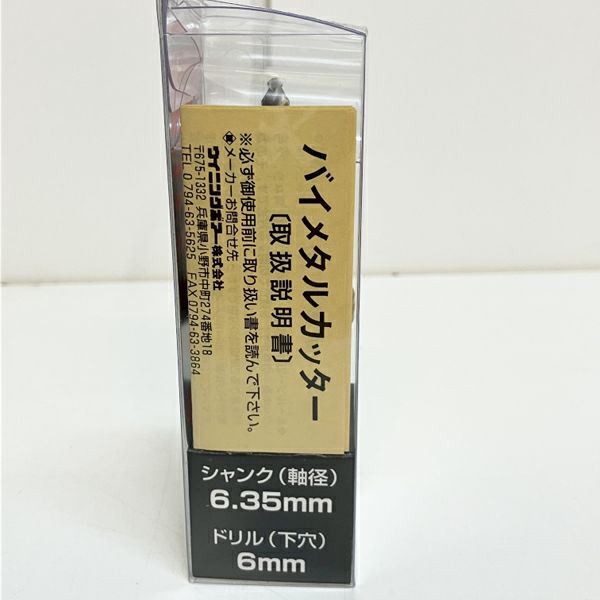 バイメタルカッター
〔取扱説明書〕
※必ず御使用前に取り扱い書を読んで下さい。
◈メーカーお問合せ先
ウイニングボアー株式会社
〒675-1332 兵庫県小野市中町274番地18
TEL 0794-63-5625 FAX 0794-63-3864
シャンク（軸径）
6.35mm
ドリル（下穴）
6mm